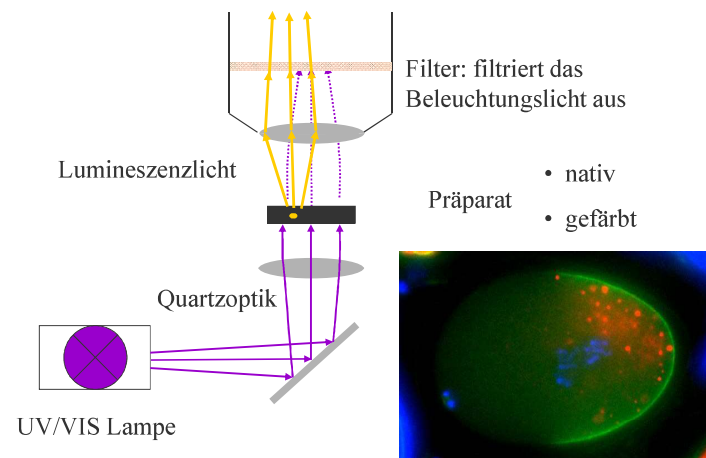 Filter: filtriert das
Beleuchtungslicht aus
Lumineszenzlicht
Präparat
• nativ
• gefärbt
Quartzoptik
UV/VIS Lampe